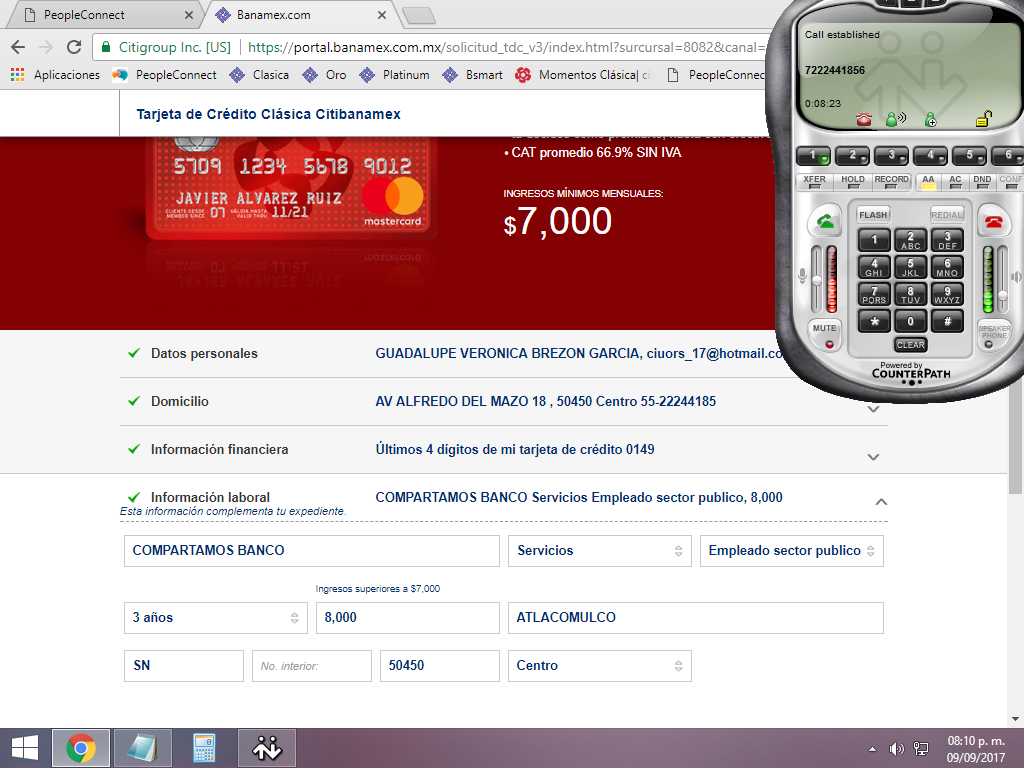 PeopleConnect
Banamex.com
Citigroup Inc. [US]
https://portal.banamex.com.mx/solicitud_tdc_v3/index.html?surcursal=8082&canal=
Aplicaciones PeopleConnect Clasica Oro Platinum Bsmart Momentos Clásica| ci PeopleConnec
Tarjeta de Crédito Clásica Citibanamex
• CAT promedio 66.9% SIN IVA
INGRESOS MÍNIMOS MENSUALES:
$7,000
5709 1234 5678 9012
JAVIER ALVAREZ RUIZ
CLIENTE DESDE
MEMBER SINCE 07 VÁLIDA HASTA
VALID THRU 11/21
mastercard
Datos personales GUADALUPE VERONICA BREZON GARCIA, ciuors_17@hotmail.co
Domicilio AV ALFREDO DEL MAZO 18 , 50450 Centro 55-22244185
Información financiera Últimos 4 dígitos de mi tarjeta de crédito 0149
Información laboral COMPARTAMOS BANCO Servicios Empleado sector publico, 8,000
Esta información complementa tu expediente.
COMPARTAMOS BANCO Servicios Empleado sector publico
Ingresos superiores a $7,000
3 años 8,000 ATLACOMULCO
SN No. interior: 50450 Centro
Call established
7222441856
0:08:23
1 2 3 4 5 6
XFER HOLD RECORD AA AC DND CONF
FLASH REDIAL
1 2 ABC 3 DEF
4 GHI 5 JKL 6 MNO
7 PQRS 8 TUV 9 WXYZ
* 0 #
MUTE
SPEAKER
PHONE
CLEAR
Powered by
COUNTERPATH
08:10 p. m.
09/09/2017